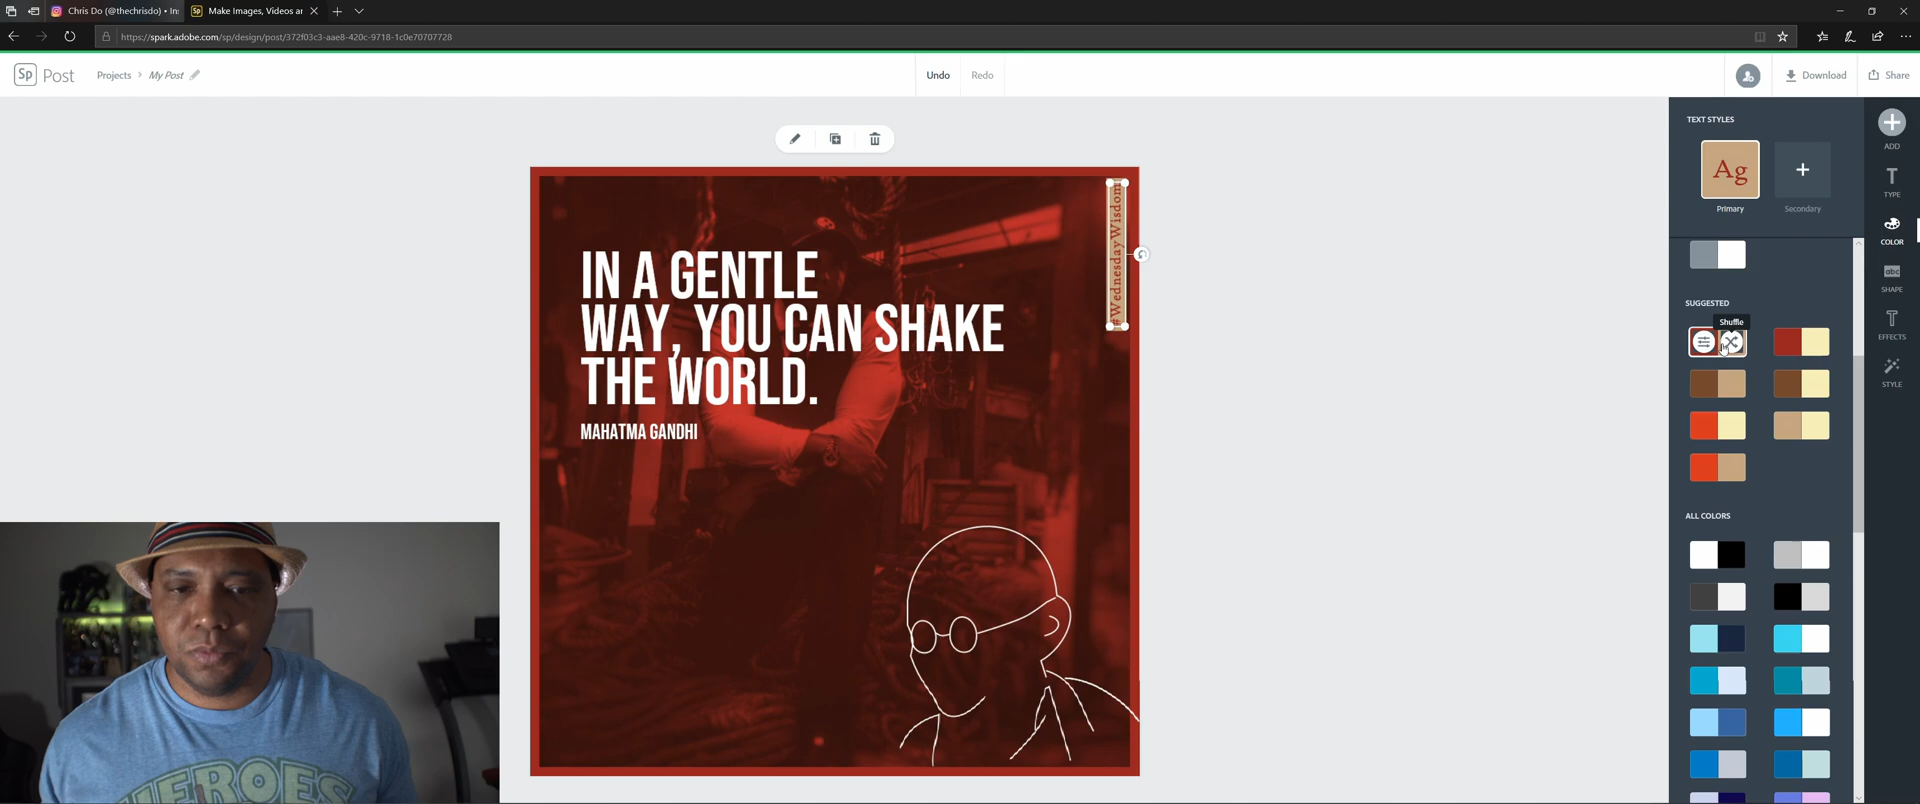 Chris Do (@thechrisdo) • In
Sp Make Images, Videos ar
https://spark.adobe.com/sp/design/post/372f03c3-aae8-420c-9718-1c0e70707728
Sp Post
Projects > My Post
Undo
Redo
Download
Share
TEXT STYLES
Ag
Primary
+
Secondary
ADD
T
TYPE
COLOR
abc
SHAPE
T
EFFECTS
STYLE
SUGGESTED
Shuffle
ALL COLORS
#WednesdayWisdom
IN A GENTLE
WAY, YOU CAN SHAKE
THE WORLD.
MAHATMA GANDHI
HEROES